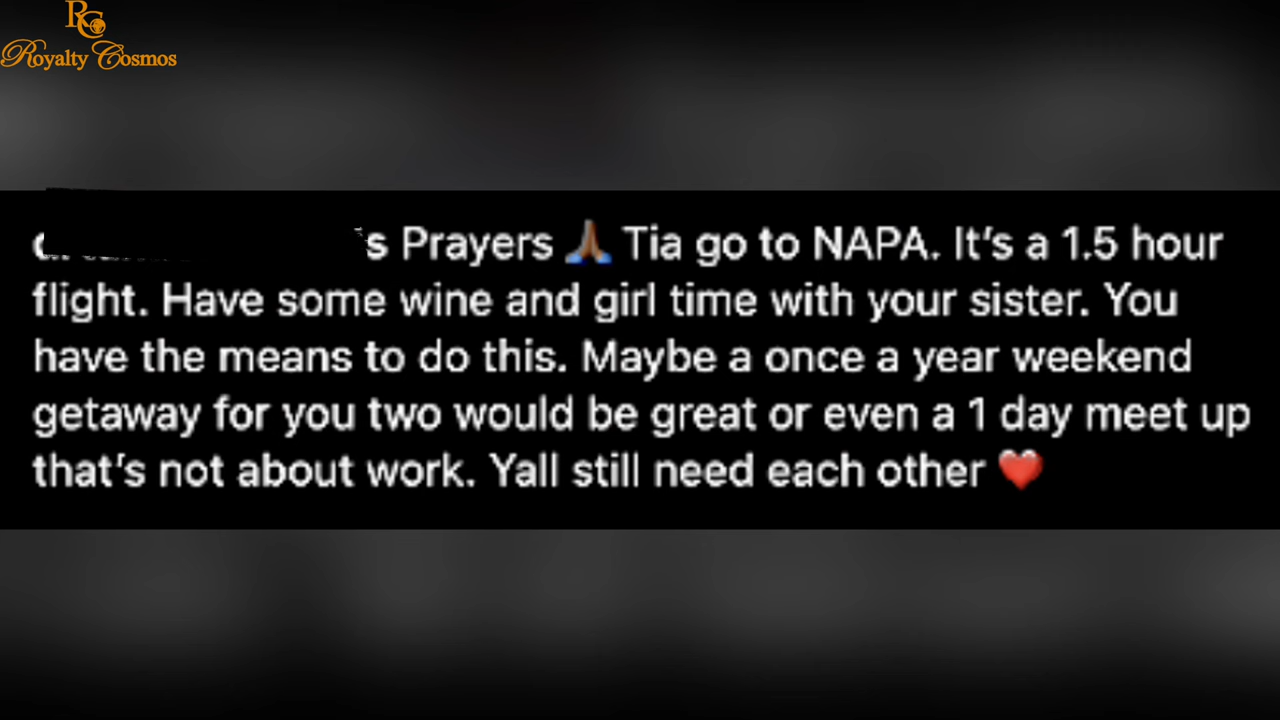 RC
Royalty Cosmos
s Prayers 🙏🏾 Tia go to NAPA. It’s a 1.5 hour
flight. Have some wine and girl time with your sister. You
have the means to do this. Maybe a once a year weekend
getaway for you two would be great or even a 1 day meet up
that’s not about work. Yall still need each other ❤️